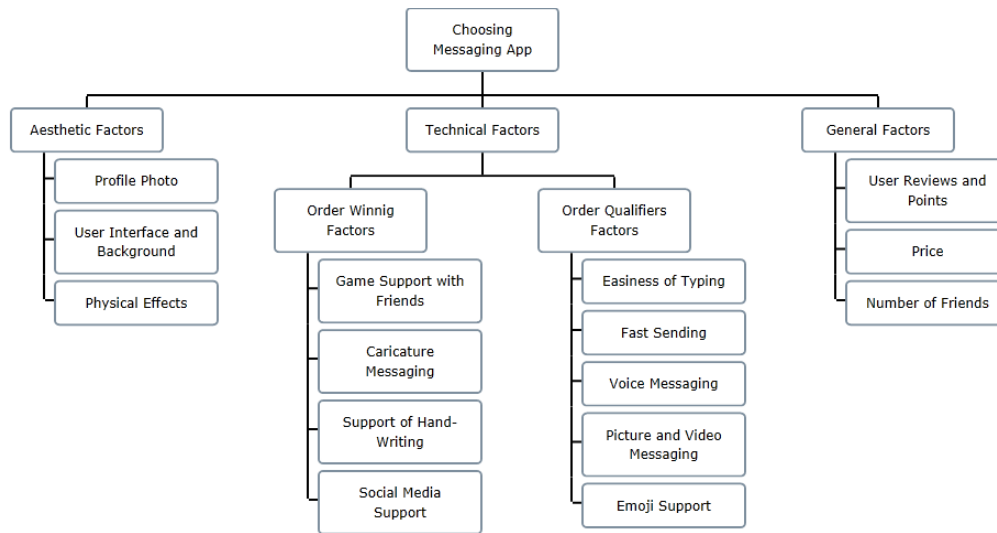 Choosing
Messaging App
Aesthetic Factors
Technical Factors
General Factors
Profile Photo
User Interface and
Background
Physical Effects
Order Winnig
Factors
Game Support with
Friends
Caricature
Messaging
Support of Hand-
Writing
Social Media
Support
Order Qualifiers
Factors
Easiness of Typing
Fast Sending
Voice Messaging
Picture and Video
Messaging
Emoji Support
User Reviews and
Points
Price
Number of Friends